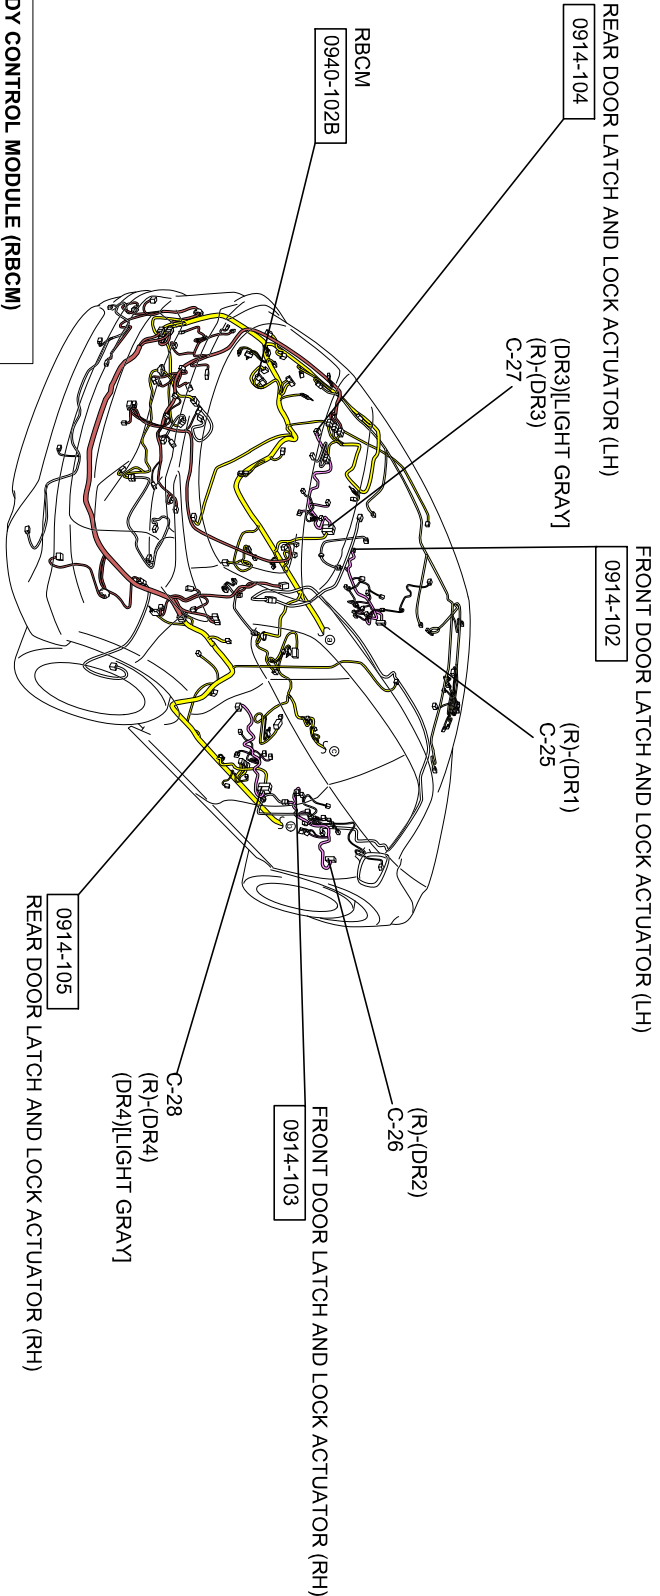 REAR DOOR LATCH AND LOCK ACTUATOR (LH)
0914-104
RBCM
0940-102B
(DR3)[LIGHT GRAY]
(R)-(DR3)
C-27
FRONT DOOR LATCH AND LOCK ACTUATOR (LH)
0914-102
(R)-(DR1)
C-25
a
c
b
(R)-(DR2)
C-26
FRONT DOOR LATCH AND LOCK ACTUATOR (RH)
0914-103
C-28
(R)-(DR4)
(DR4)[LIGHT GRAY]
0914-105
REAR DOOR LATCH AND LOCK ACTUATOR (RH)
DY CONTROL MODULE (RBCM)